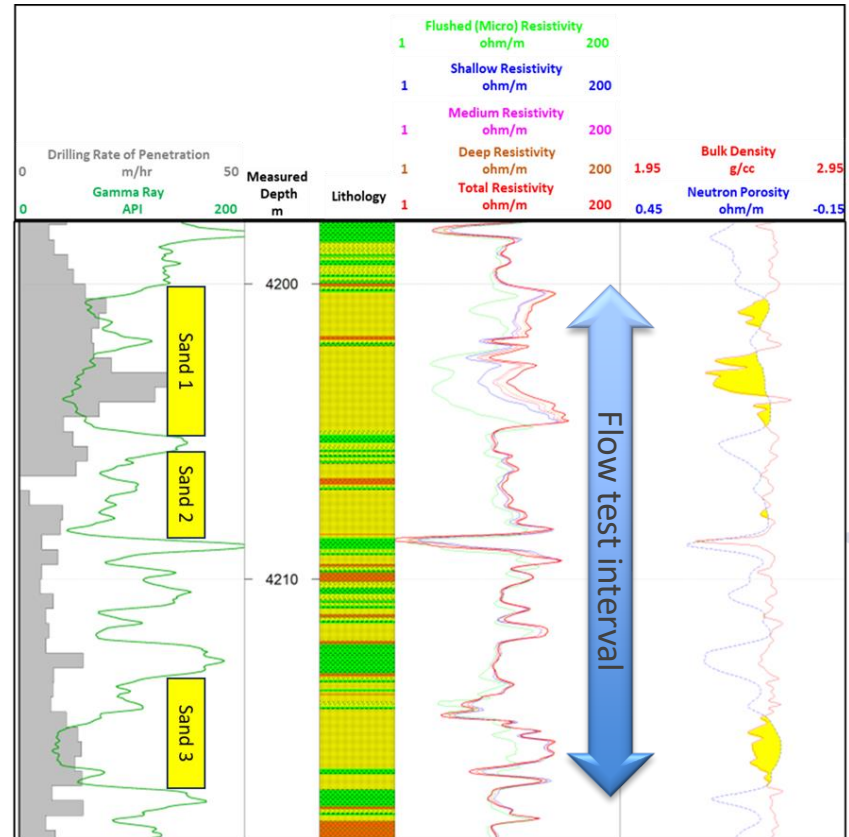 Flushed (Micro) Resistivity
1 ohm/m 200
Shallow Resistivity
1 ohm/m 200
Medium Resistivity
1 ohm/m 200
Drilling Rate of Penetration
0 m/hr 50
Gamma Ray
0 API 200
Measured
Depth
m
Lithology
Deep Resistivity
1 ohm/m 200
Total Resistivity
1 ohm/m 200
Bulk Density
1.95 g/cc 2.95
Neutron Porosity
0.45 ohm/m -0.15
4200
Sand 1
Sand 2
4210
Sand 3
Flow test interval